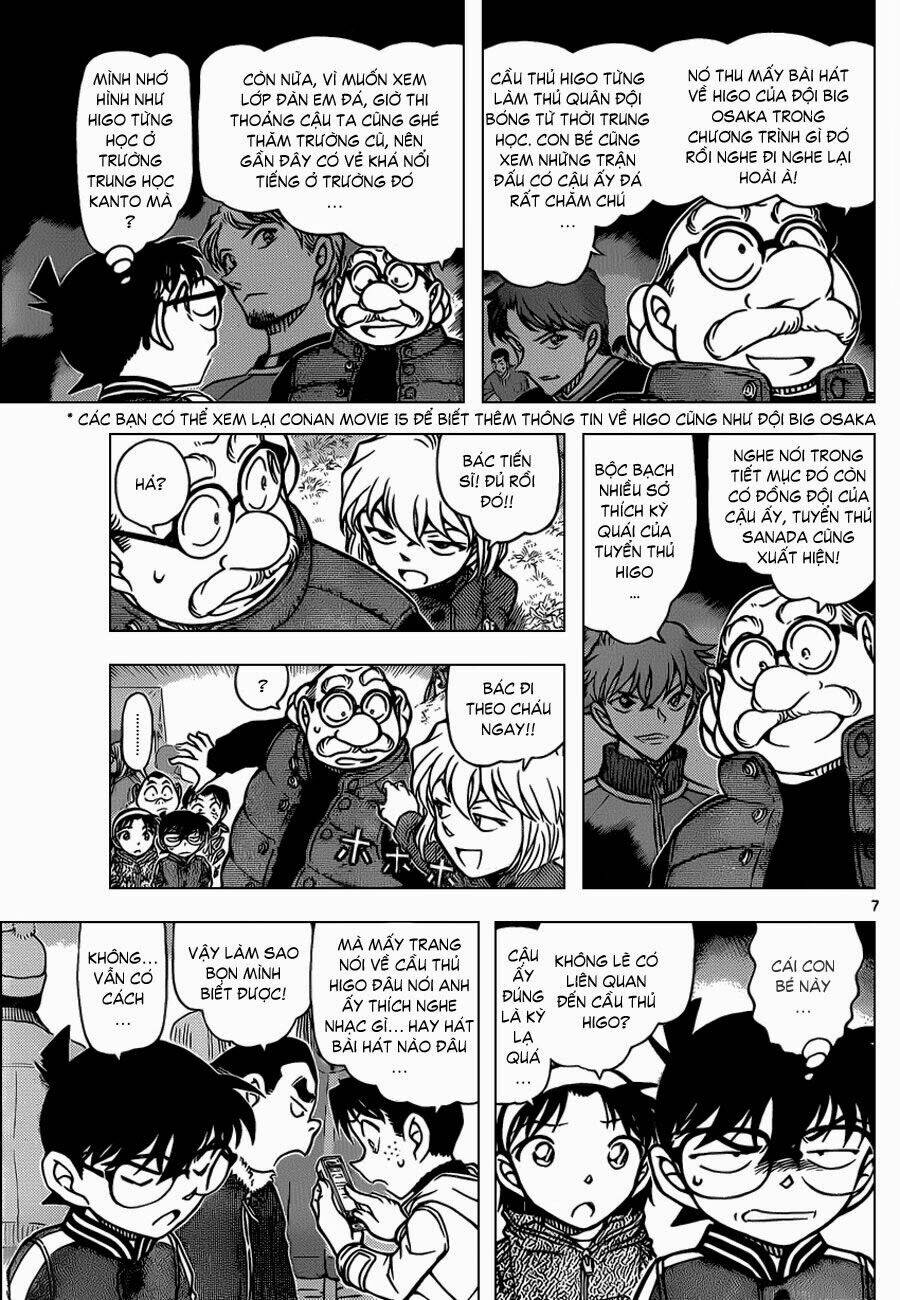 NÓ THU MẤY BÀI HÁT
VỀ HIGO CỦA ĐỘI BIG
OSAKA TRONG
CHƯƠNG TRÌNH GÌ ĐÓ
RỒI NGHE ĐI NGHE LẠI
HOÀI À!
CẦU THỦ HIGO TỪNG
LÀM THỦ QUÂN ĐỘI
BÓNG TỪ THỜI TRUNG
HỌC. CON BÉ CŨNG
XEM NHỮNG TRẬN
ĐẤU CÓ CẬU ẤY ĐÁ
RẤT CHĂM CHÚ
...
CÒN NỮA, VÌ MUỐN XEM
LỚP ĐÀN EM ĐÁ, GIỜ THI
THOẢNG CẬU TA CŨNG GHÉ
THĂM TRƯỜNG CŨ, NÊN
GẦN ĐÂY CÓ VẺ KHÁ NỔI
TIẾNG Ở TRƯỜNG ĐÓ
...
MÌNH NHỚ
HÌNH NHƯ
HIGO TỪNG
HỌC Ở
TRƯỜNG
TRUNG HỌC
KANTO MÀ
?
* CÁC BẠN CÓ THỂ XEM LẠI CONAN MOVIE 15 ĐỂ BIẾT THÊM THÔNG TIN VỀ HIGO CŨNG NHƯ ĐỘI BIG OSAKA
NGHE NÓI TRONG
TIẾT MỤC ĐÓ CÒN
CÓ ĐỒNG ĐỘI CỦA
CẬU ẤY, TUYỂN THỦ
SANADA CŨNG
XUẤT HIỆN!
BỘC BẠCH
NHIỀU SỞ
THÍCH KỲ
QUÁI CỦA
TUYỂN THỦ
HIGO
...
BÁC TIẾN
SĨ! ĐỦ RỒI
ĐÓ!!
HẢ?
BÁC ĐI
THEO CHÁU
NGAY!!
?
..........
ホホホホ
7
CÁI CON
BÉ NÀY
...
KHÔNG LẼ CÓ
LIÊN QUAN
ĐẾN CẦU THỦ
HIGO?
CẬU
ẤY
ĐÚNG
LÀ KỲ
LẠ
QUÁ
MÀ MẤY TRANG
NÓI VỀ CẦU THỦ
HIGO ĐÂU NÓI ANH
ẤY THÍCH NGHE
NHẠC GÌ... HAY HÁT
BÀI HÁT NÀO ĐÂU
...
VẬY LÀM SAO
BỌN MÌNH
BIẾT ĐƯỢC!
KHÔNG...
VẪN CÓ
CÁCH
...